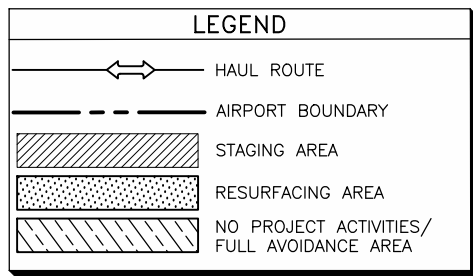 LEGEND
HAUL ROUTE
AIRPORT BOUNDARY
STAGING AREA
RESURFACING AREA
NO PROJECT ACTIVITIES/
FULL AVOIDANCE AREA